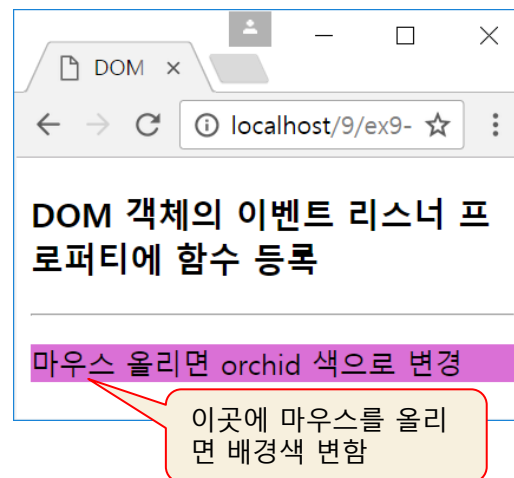 DOM
localhost/9/ex9-
DOM 객체의 이벤트 리스너 프
로퍼티에 함수 등록
마우스 올리면 orchid 색으로 변경
이곳에 마우스를 올리
면 배경색 변함